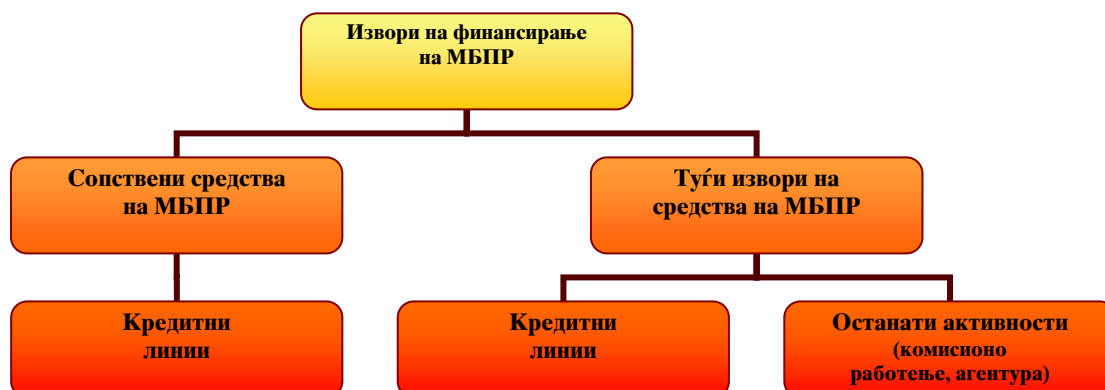 Извори на финансирање
на МБПР
Сопствени средства
на МБПР
Туѓи извори на
средства на МБПР
Кредитни
линии
Кредитни
линии
Останати активности
(комисионо
работење, агентура)